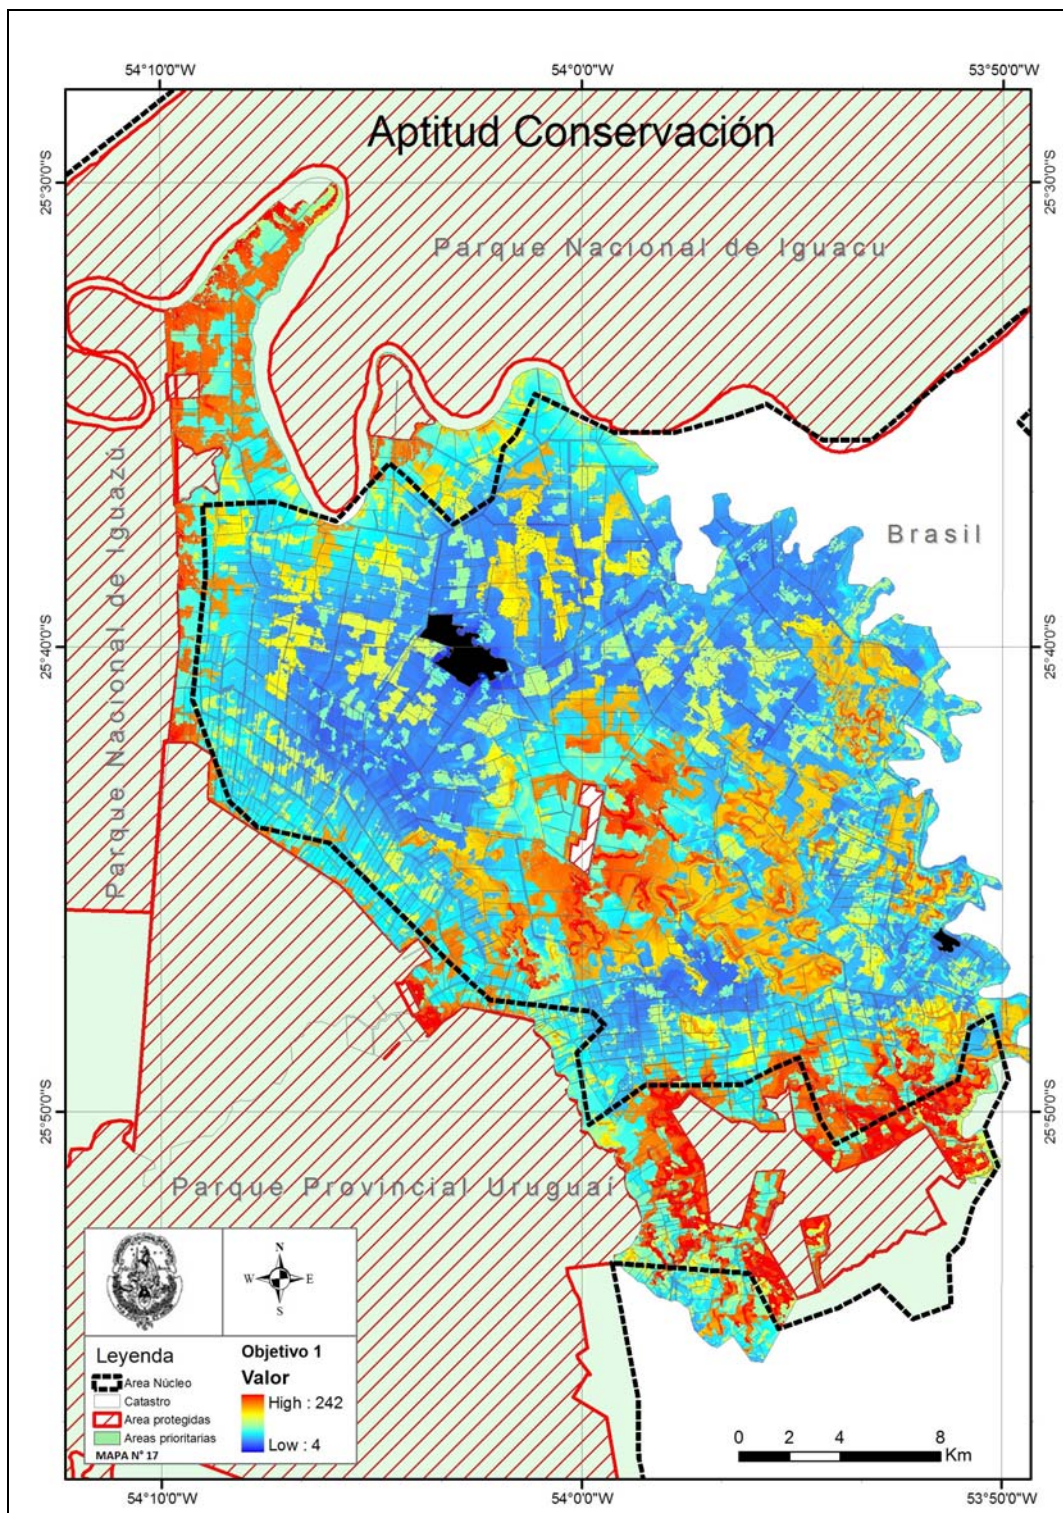 54°10'0"W
54°0'0"W
53°50'0"W
Aptitud Conservación
25°30'0"S
25°30'0"S
Parque Nacional de Iguacu
Parque Nacional de Iguazú
Brasil
25°40'0"S
25°40'0"S
25°50'0"S
25°50'0"S
Parque Provincial Uruguaí
N
W
E
S
Leyenda
Area Núcleo
Catastro
Area protegidas
Areas prioritarias
MAPA N° 17
Objetivo 1
Valor
High : 242
Low : 4
0 2 4 8
Km
54°10'0"W
54°0'0"W
53°50'0"W